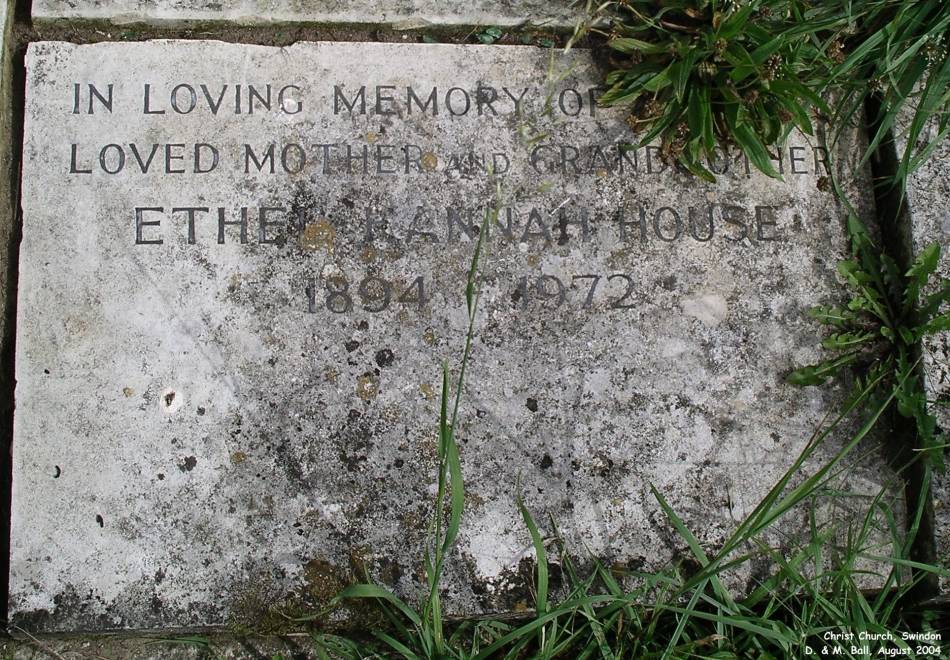 IN LOVING MEMORY OF
LOVED MOTHER AND GRANDMOTHER
ETHEL HANNAH HOUSE
1894 - 1972
Christ Church, Swindon
D. & M. Ball, August 2004